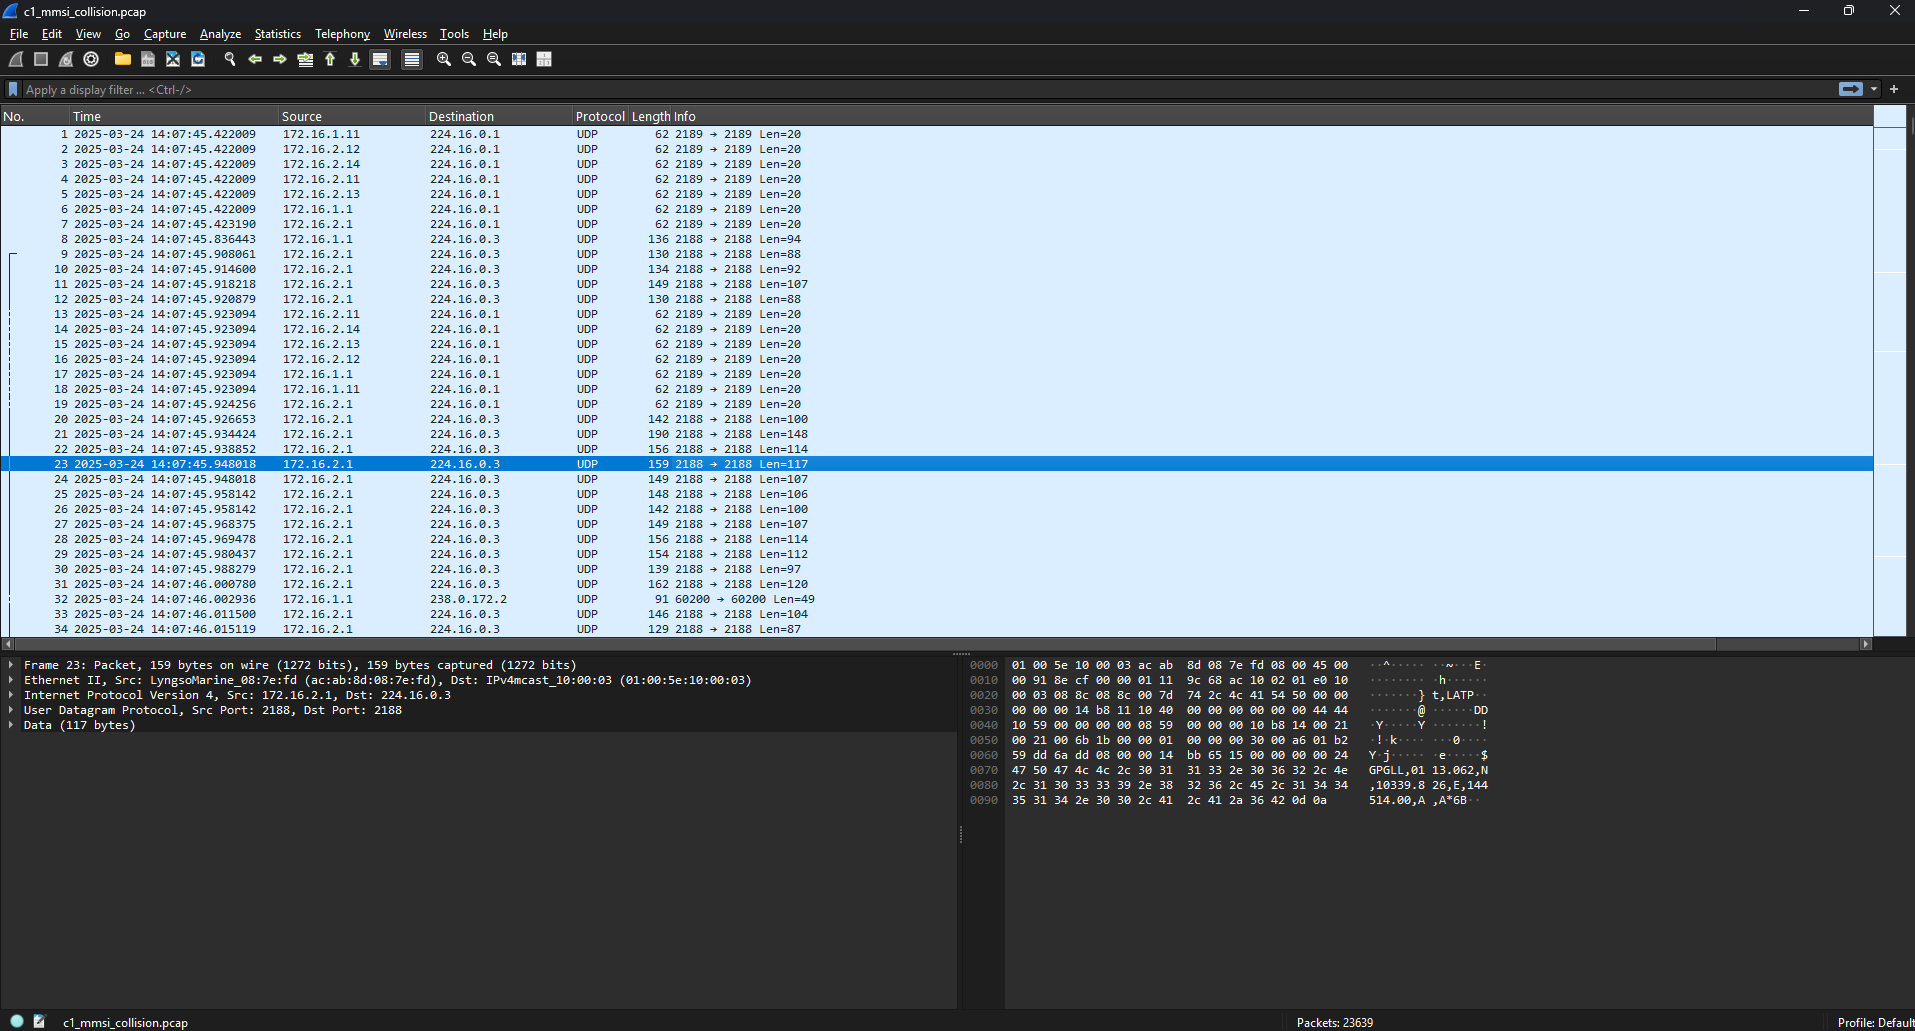 c1_mmsi_collision.pcap
File Edit View Go Capture Analyze Statistics Telephony Wireless Tools Help
Apply a display filter ... <Ctrl-/>
No. Time Source Destination Protocol Length Info
1 2025-03-24 14:07:45.422009 172.16.1.11 224.16.0.1 UDP 62 2189 → 2189 Len=20
2 2025-03-24 14:07:45.422009 172.16.2.12 224.16.0.1 UDP 62 2189 → 2189 Len=20
3 2025-03-24 14:07:45.422009 172.16.2.14 224.16.0.1 UDP 62 2189 → 2189 Len=20
4 2025-03-24 14:07:45.422009 172.16.2.11 224.16.0.1 UDP 62 2189 → 2189 Len=20
5 2025-03-24 14:07:45.422009 172.16.2.13 224.16.0.1 UDP 62 2189 → 2189 Len=20
6 2025-03-24 14:07:45.422009 172.16.1.1 224.16.0.1 UDP 62 2189 → 2189 Len=20
7 2025-03-24 14:07:45.423190 172.16.2.1 224.16.0.1 UDP 62 2189 → 2189 Len=20
8 2025-03-24 14:07:45.836443 172.16.1.1 224.16.0.3 UDP 136 2188 → 2188 Len=94
9 2025-03-24 14:07:45.908061 172.16.2.1 224.16.0.3 UDP 130 2188 → 2188 Len=88
10 2025-03-24 14:07:45.914600 172.16.2.1 224.16.0.3 UDP 134 2188 → 2188 Len=92
11 2025-03-24 14:07:45.918218 172.16.2.1 224.16.0.3 UDP 149 2188 → 2188 Len=107
12 2025-03-24 14:07:45.920879 172.16.2.1 224.16.0.3 UDP 130 2188 → 2188 Len=88
13 2025-03-24 14:07:45.923094 172.16.2.11 224.16.0.1 UDP 62 2189 → 2189 Len=20
14 2025-03-24 14:07:45.923094 172.16.2.14 224.16.0.1 UDP 62 2189 → 2189 Len=20
15 2025-03-24 14:07:45.923094 172.16.2.13 224.16.0.1 UDP 62 2189 → 2189 Len=20
16 2025-03-24 14:07:45.923094 172.16.2.12 224.16.0.1 UDP 62 2189 → 2189 Len=20
17 2025-03-24 14:07:45.923094 172.16.1.1 224.16.0.1 UDP 62 2189 → 2189 Len=20
18 2025-03-24 14:07:45.923094 172.16.1.11 224.16.0.1 UDP 62 2189 → 2189 Len=20
19 2025-03-24 14:07:45.924256 172.16.2.1 224.16.0.1 UDP 62 2189 → 2189 Len=20
20 2025-03-24 14:07:45.926653 172.16.2.1 224.16.0.3 UDP 142 2188 → 2188 Len=100
21 2025-03-24 14:07:45.934424 172.16.2.1 224.16.0.3 UDP 190 2188 → 2188 Len=148
22 2025-03-24 14:07:45.938852 172.16.2.1 224.16.0.3 UDP 156 2188 → 2188 Len=114
23 2025-03-24 14:07:45.948018 172.16.2.1 224.16.0.3 UDP 159 2188 → 2188 Len=117
24 2025-03-24 14:07:45.948018 172.16.2.1 224.16.0.3 UDP 149 2188 → 2188 Len=107
25 2025-03-24 14:07:45.958142 172.16.2.1 224.16.0.3 UDP 148 2188 → 2188 Len=106
26 2025-03-24 14:07:45.958142 172.16.2.1 224.16.0.3 UDP 142 2188 → 2188 Len=100
27 2025-03-24 14:07:45.968375 172.16.2.1 224.16.0.3 UDP 149 2188 → 2188 Len=107
28 2025-03-24 14:07:45.969478 172.16.2.1 224.16.0.3 UDP 156 2188 → 2188 Len=114
29 2025-03-24 14:07:45.980437 172.16.2.1 224.16.0.3 UDP 154 2188 → 2188 Len=112
30 2025-03-24 14:07:45.988279 172.16.2.1 224.16.0.3 UDP 139 2188 → 2188 Len=97
31 2025-03-24 14:07:46.000780 172.16.2.1 224.16.0.3 UDP 162 2188 → 2188 Len=120
32 2025-03-24 14:07:46.002936 172.16.1.1 238.0.172.2 UDP 91 60200 → 60200 Len=49
33 2025-03-24 14:07:46.011500 172.16.2.1 224.16.0.3 UDP 146 2188 → 2188 Len=104
34 2025-03-24 14:07:46.015119 172.16.2.1 224.16.0.3 UDP 129 2188 → 2188 Len=87
Frame 23: Packet, 159 bytes on wire (1272 bits), 159 bytes captured (1272 bits)
Ethernet II, Src: LyngsoMarine_08:7e:fd (ac:ab:8d:08:7e:fd), Dst: IPv4mcast_10:00:03 (01:00:5e:10:00:03)
Internet Protocol Version 4, Src: 172.16.2.1, Dst: 224.16.0.3
User Datagram Protocol, Src Port: 2188, Dst Port: 2188
Data (117 bytes)
0000 01 00 5e 10 00 03 ac ab 8d 08 7e fd 08 00 45 00 ··^····· ··~···E·
0010 00 91 8e cf 00 00 01 11 9c 68 ac 10 02 01 e0 10 ········ ·h······
0020 00 03 08 8c 08 8c 00 7d 74 2c 4c 41 54 50 00 00 ·······} t,LATP··
0030 00 00 00 14 b8 11 10 40 00 00 00 00 00 00 44 44 ·······@ ······DD
0040 10 59 00 00 00 00 08 59 00 00 00 10 b8 14 00 21 ·Y·····Y ·······!
0050 00 21 00 6b 1b 00 00 01 00 00 00 30 00 a6 01 b2 ·!·k···· ···0····
0060 59 dd 6a dd 08 00 00 14 bb 65 15 00 00 00 00 24 Y·j····· ·e·····$
0070 47 50 47 4c 4c 2c 30 31 31 33 2e 30 36 32 2c 4e GPGLL,01 13.062,N
0080 2c 31 30 33 33 39 2e 38 32 36 2c 45 2c 31 34 34 ,10339.8 26,E,144
0090 35 31 34 2e 30 30 2c 41 2c 41 2a 36 42 0d 0a 514.00,A ,A*6B··
c1_mmsi_collision.pcap Packets: 23639 Profile: Default